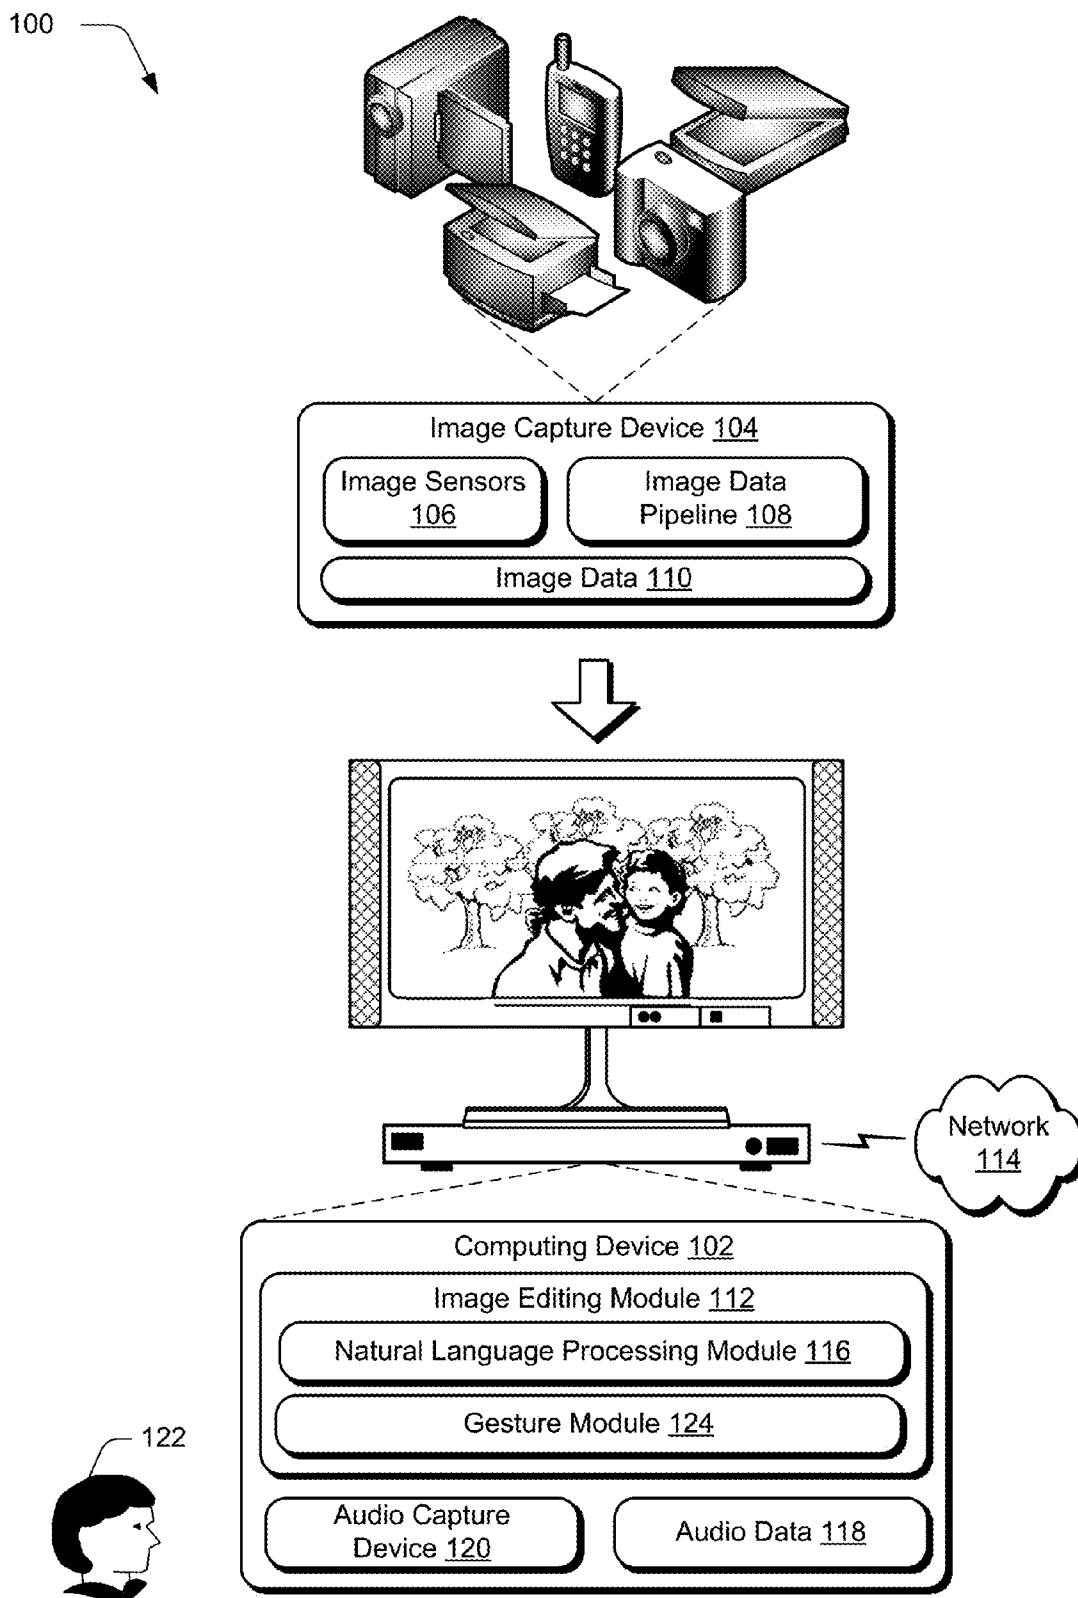 100
Image Capture Device 104
Image Sensors
106
Image Data
Pipeline 108
Image Data 110
Network
114
Computing Device 102
Image Editing Module 112
Natural Language Processing Module 116
Gesture Module 124
122
Audio Capture
Device 120
Audio Data 118